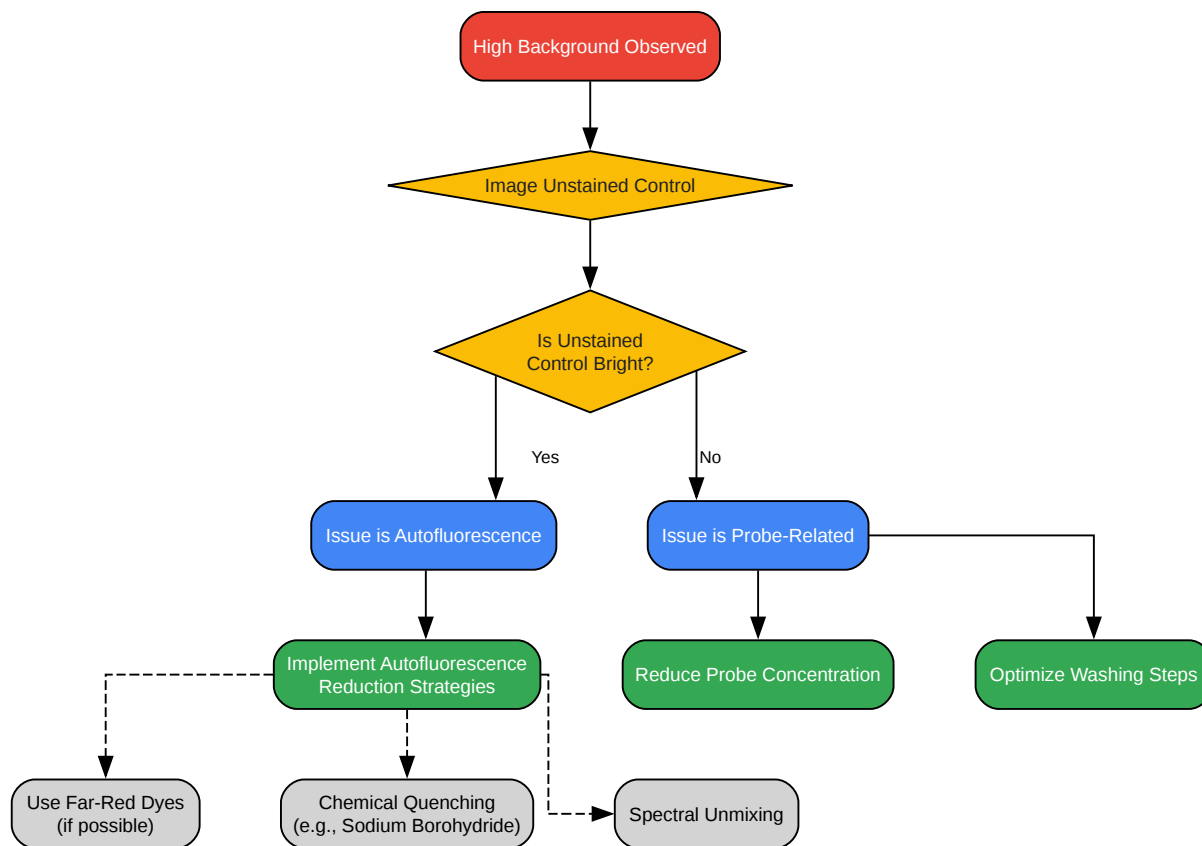 High Background Observed
Image Unstained Control
Is Unstained
Control Bright?
Yes
No
Issue is Autofluorescence
Issue is Probe-Related
Implement Autofluorescence
Reduction Strategies
Reduce Probe Concentration
Optimize Washing Steps
Use Far-Red Dyes
(if possible)
Chemical Quenching
(e.g., Sodium Borohydride)
Spectral Unmixing